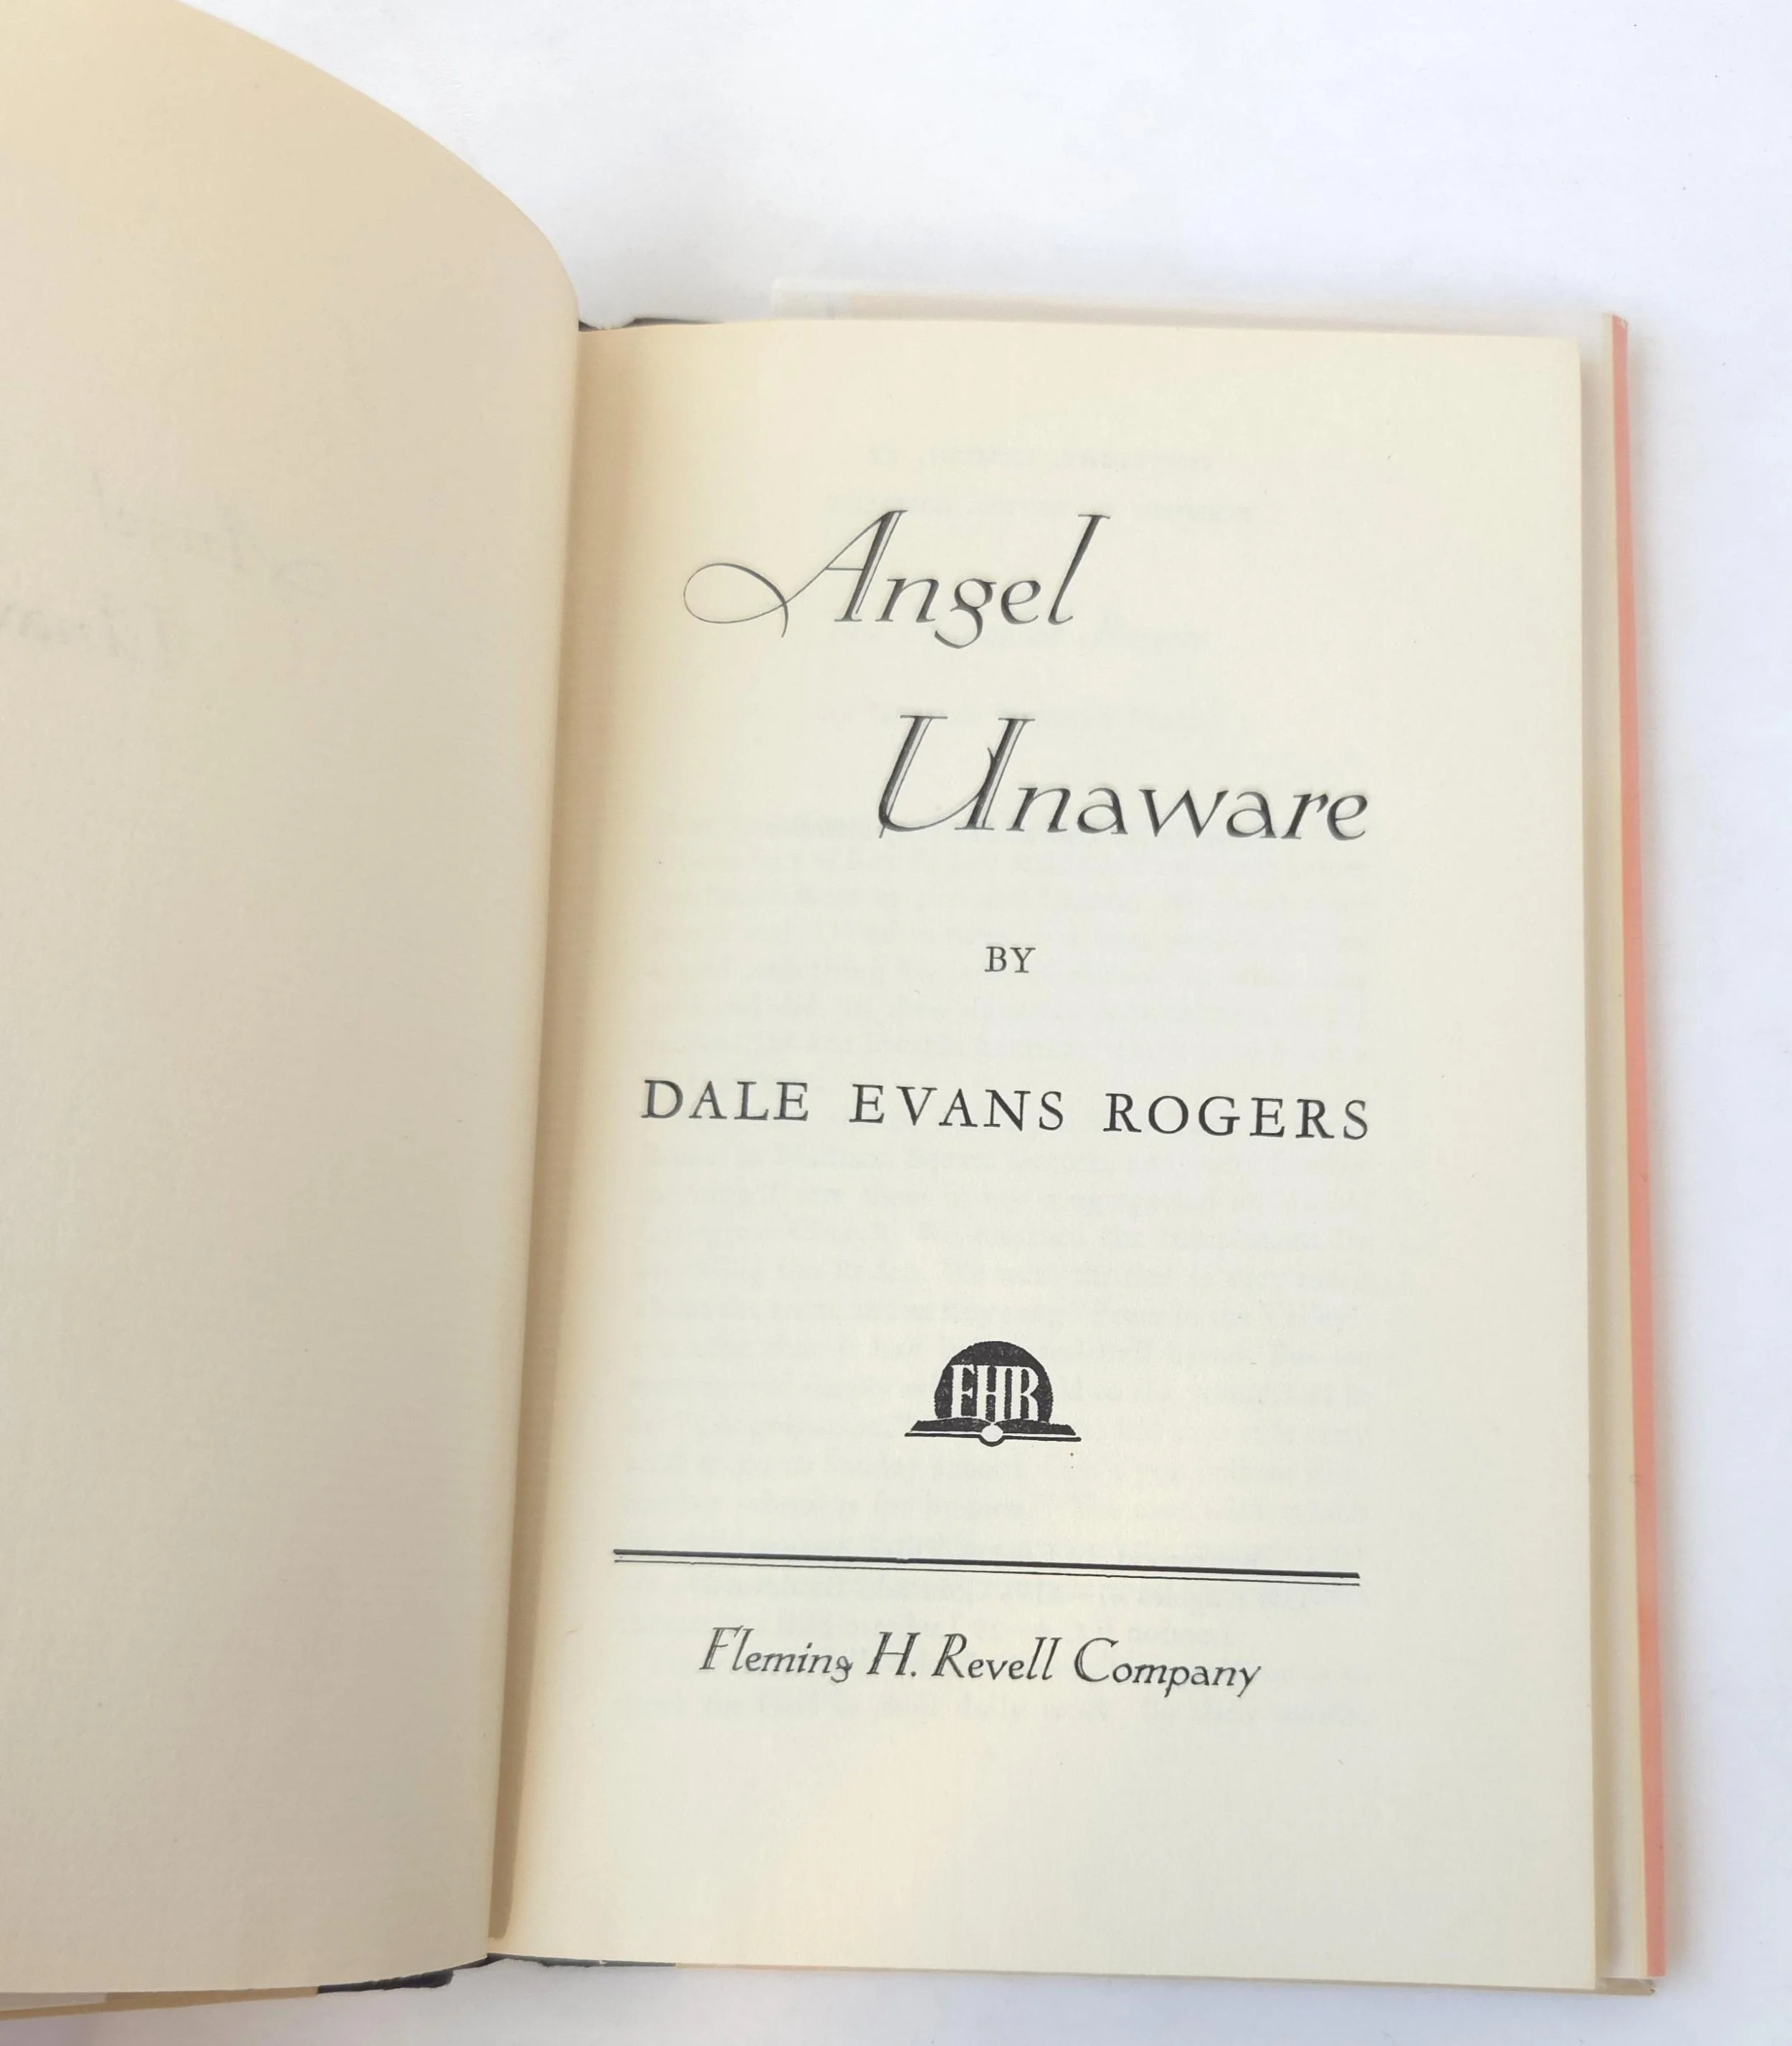 Angel
Unaware
BY
DALE EVANS ROGERS
FHR
Fleming H. Revell Company